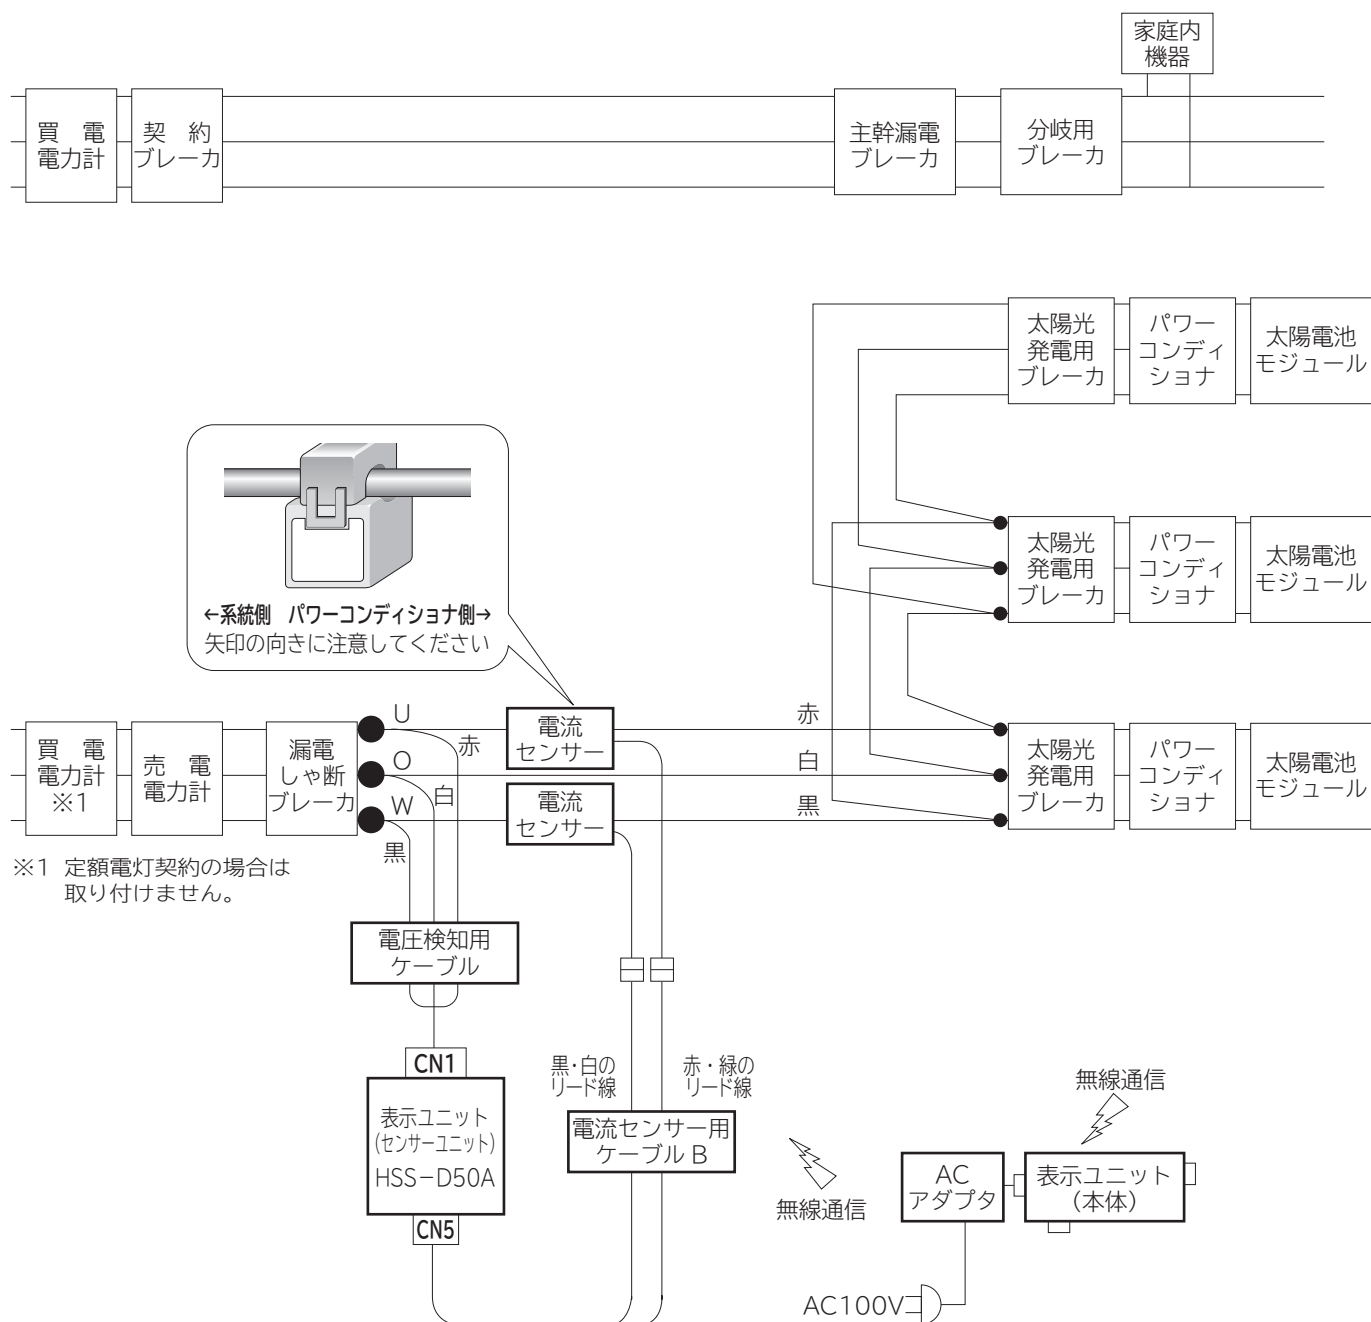 家庭内
機器
買　電
電力計
契　約
ブレーカ
主幹漏電
ブレーカ
分岐用
ブレーカ
太陽光
発電用
ブレーカ
パワー
コンディ
ショナ
太陽電池
モジュール
太陽光
発電用
ブレーカ
パワー
コンディ
ショナ
太陽電池
モジュール
←系統側　パワーコンディショナ側→
矢印の向きに注意してください
買　電
電力計
※1
売　電
電力計
漏電
しゃ断
ブレーカ
U
赤
O
白
W
黒
電流
センサー
電流
センサー
赤
白
黒
太陽光
発電用
ブレーカ
パワー
コンディ
ショナ
太陽電池
モジュール
※1 定額電灯契約の場合は
取り付けません。
電圧検知用
ケーブル
CN1
表示ユニット
(センサーユニット)
HSS－D50A
CN5
黒・白の
リード線
赤・緑の
リード線
電流センサー用
ケーブル B
無線通信
無線通信
AC
アダプタ
表示ユニット
（本体）
AC100V